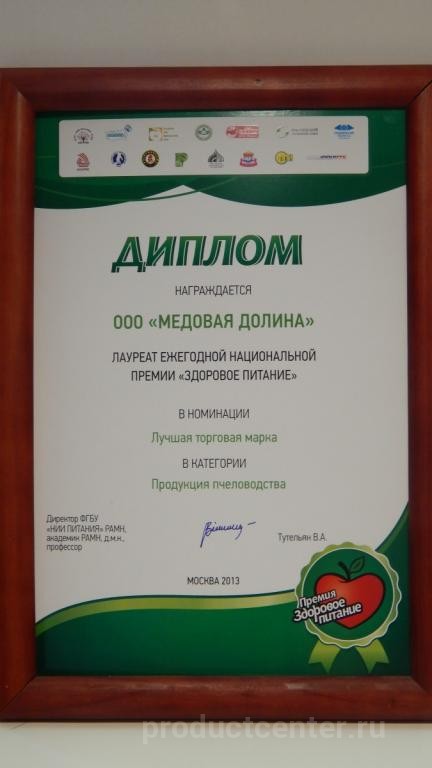 ДИПЛОМ
НАГРАЖДАЕТСЯ
ООО «МЕДОВАЯ ДОЛИНА»
ЛАУРЕАТ ЕЖЕГОДНОЙ НАЦИОНАЛЬНОЙ
ПРЕМИИ «ЗДОРОВОЕ ПИТАНИЕ»
В НОМИНАЦИИ
Лучшая торговая марка
В КАТЕГОРИИ
Продукция пчеловодства
Директор ФГБУ
«НИИ ПИТАНИЯ» РАМН,
академик РАМН, д.м.н.,
профессор
Тутельян В.А.
МОСКВА 2013
Премия
Здоровое
питание
productcenter.ru